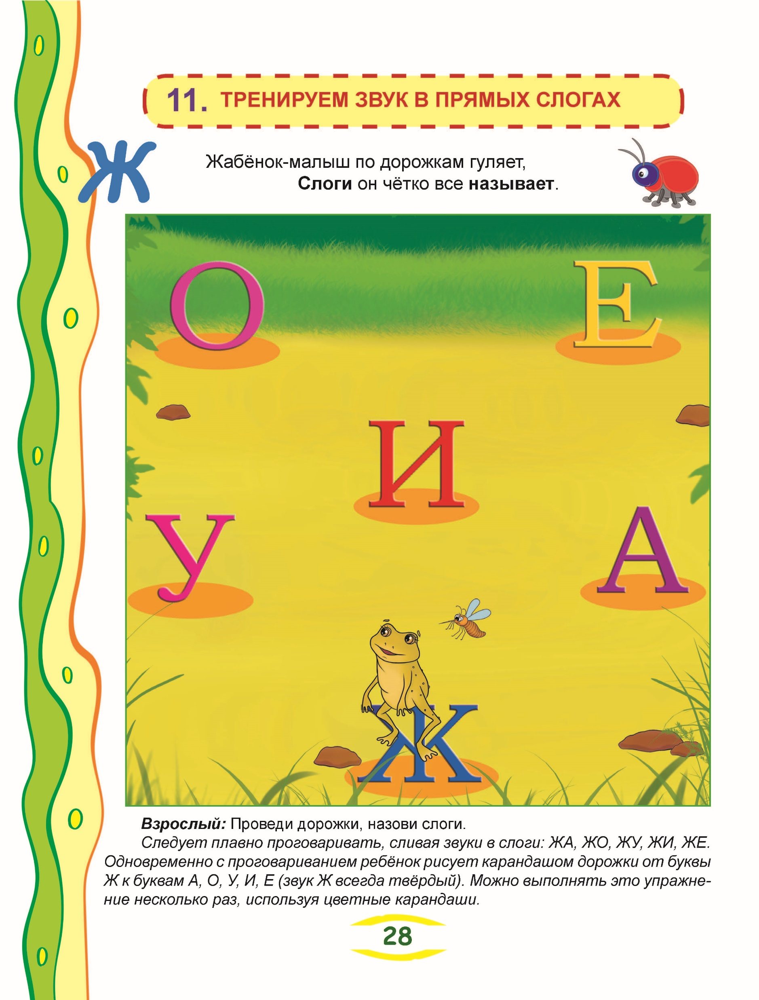 11. ТРЕНИРУЕМ ЗВУК В ПРЯМЫХ СЛОГАХ
Ж
Жабёнок-малыш по дорожкам гуляет,
Слоги он чётко все называет.
О
Е
И
У
А
Ж
Взрослый: Проведи дорожки, назови слоги.
Следует плавно проговаривать, сливая звуки в слоги: ЖА, ЖО, ЖУ, ЖИ, ЖЕ.
Одновременно с проговариванием ребёнок рисует карандашом дорожки от буквы
Ж к буквам А, О, У, И, Е (звук Ж всегда твёрдый). Можно выполнять это упражне-
ние несколько раз, используя цветные карандаши.
28